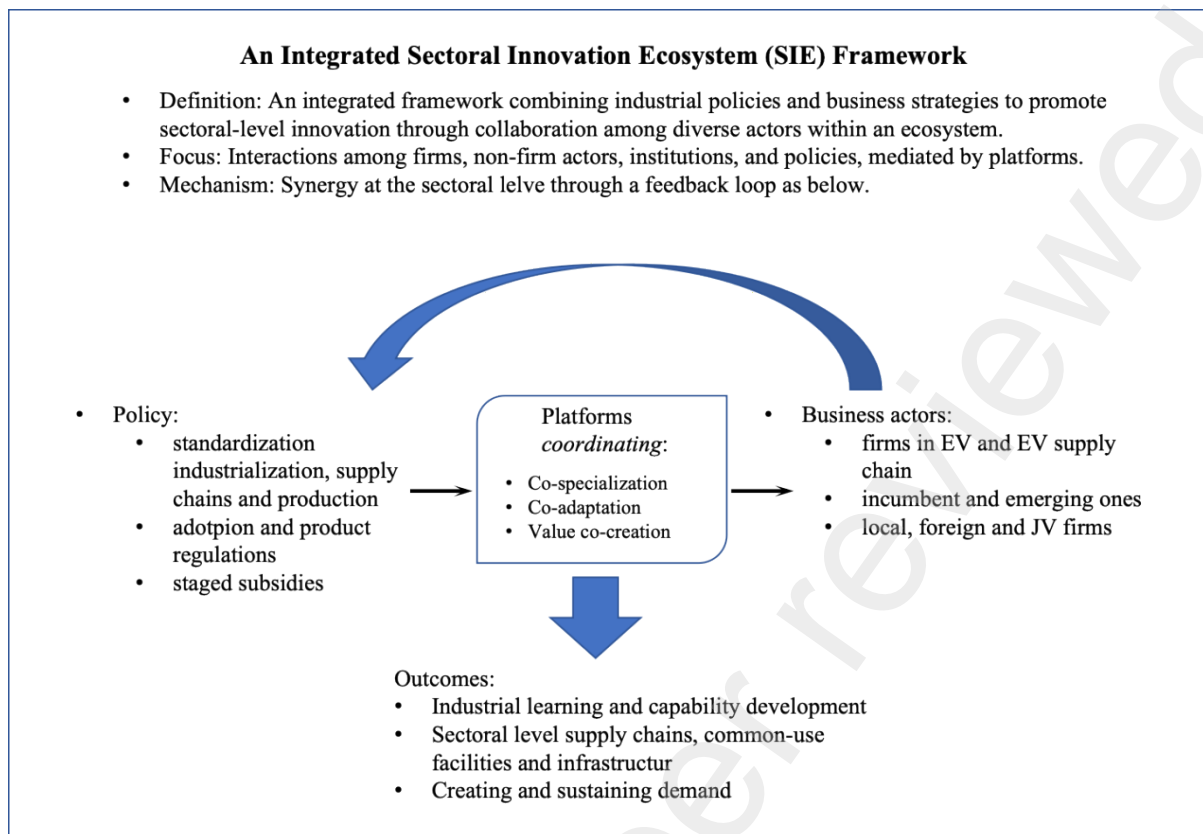 An Integrated Sectoral Innovation Ecosystem (SIE) Framework
• Definition: An integrated framework combining industrial policies and business strategies to promote
sectoral-level innovation through collaboration among diverse actors within an ecosystem.
• Focus: Interactions among firms, non-firm actors, institutions, and policies, mediated by platforms.
• Mechanism: Synergy at the sectoral lelve through a feedback loop as below.
• Policy:
• standardization
industrialization, supply
chains and production
• adotpion and product
regulations
• staged subsidies
Platforms
coordinating:
• Co-specialization
• Co-adaptation
• Value co-creation
• Business actors:
• firms in EV and EV supply
chain
• incumbent and emerging ones
• local, foreign and JV firms
Outcomes:
• Industrial learning and capability development
• Sectoral level supply chains, common-use
facilities and infrastructur
• Creating and sustaining demand
er reviewed